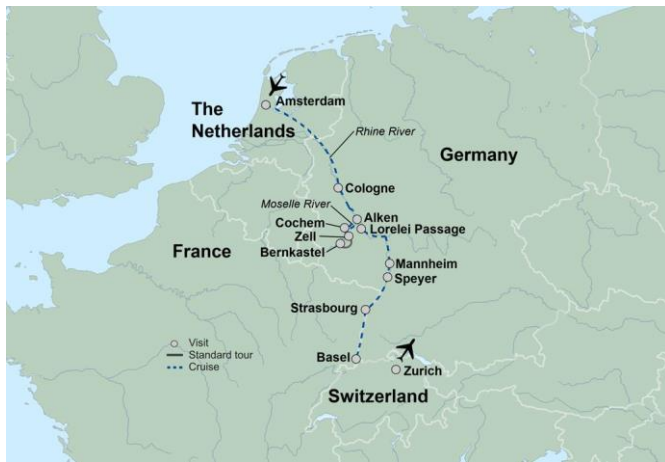 Amsterdam
The
Netherlands
Rhine River
Germany
Cologne
Moselle River
Alken
Cochem
Lorelei Passage
Zell
France
Bernkastel
Mannheim
Speyer
Strasbourg
Visit
Standard tour
Basel
Cruise
Zurich
Switzerland